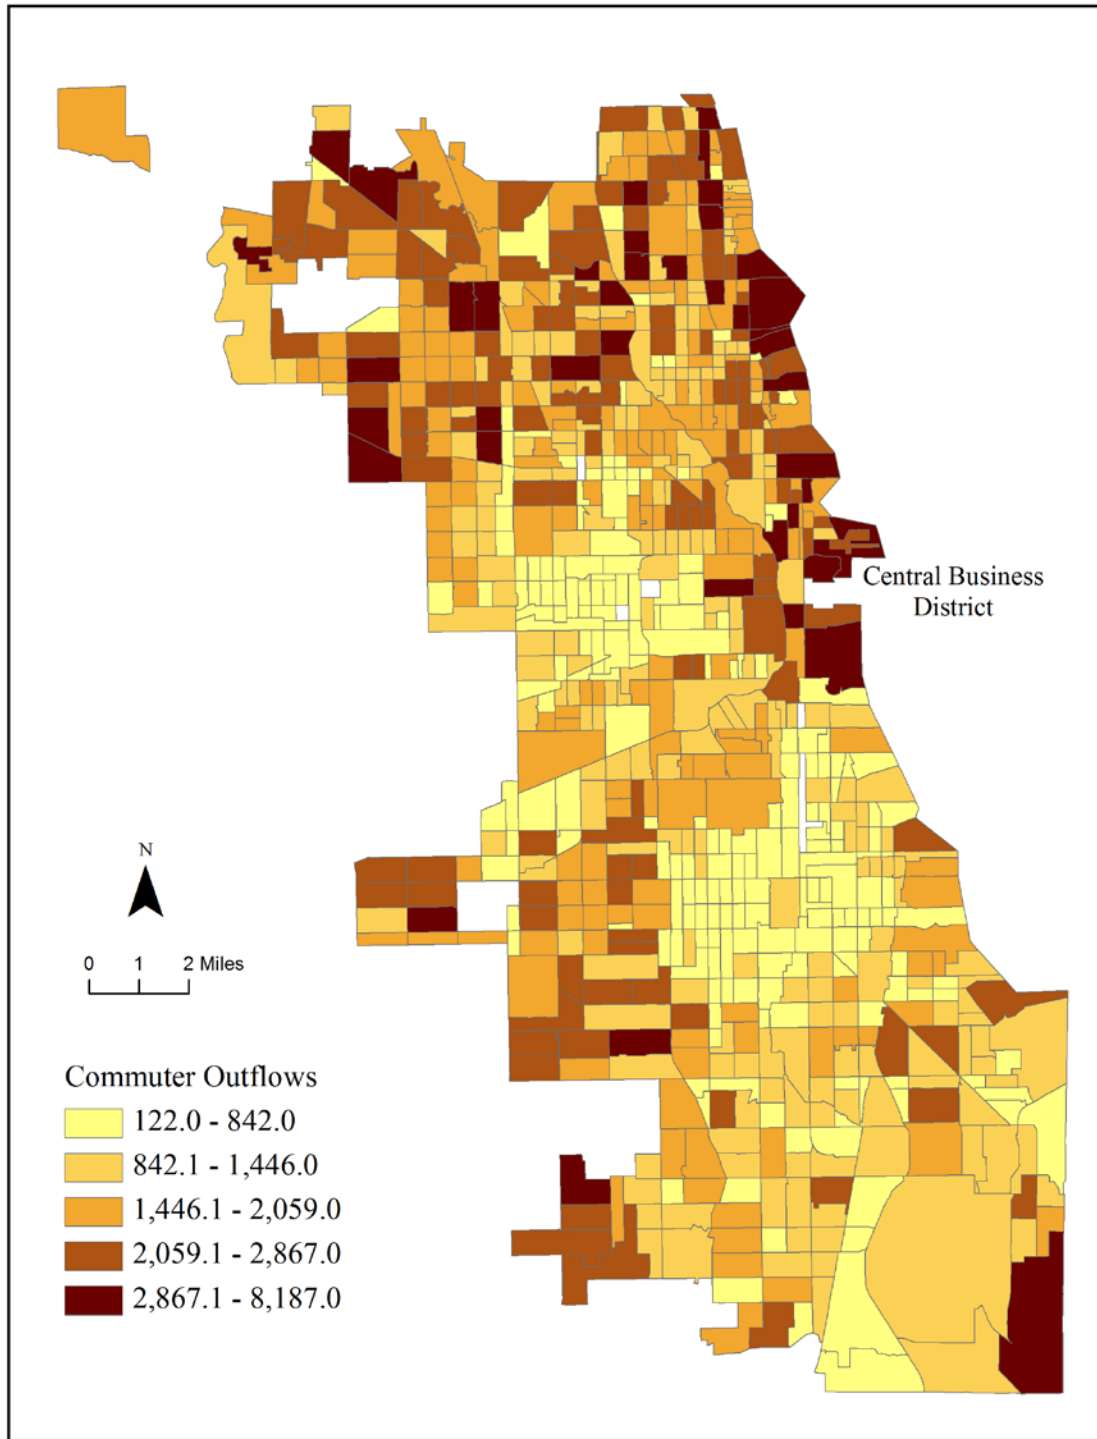 Central Business
District
N
0 1 2 Miles
Commuter Outflows
122.0 - 842.0
842.1 - 1,446.0
1,446.1 - 2,059.0
2,059.1 - 2,867.0
2,867.1 - 8,187.0